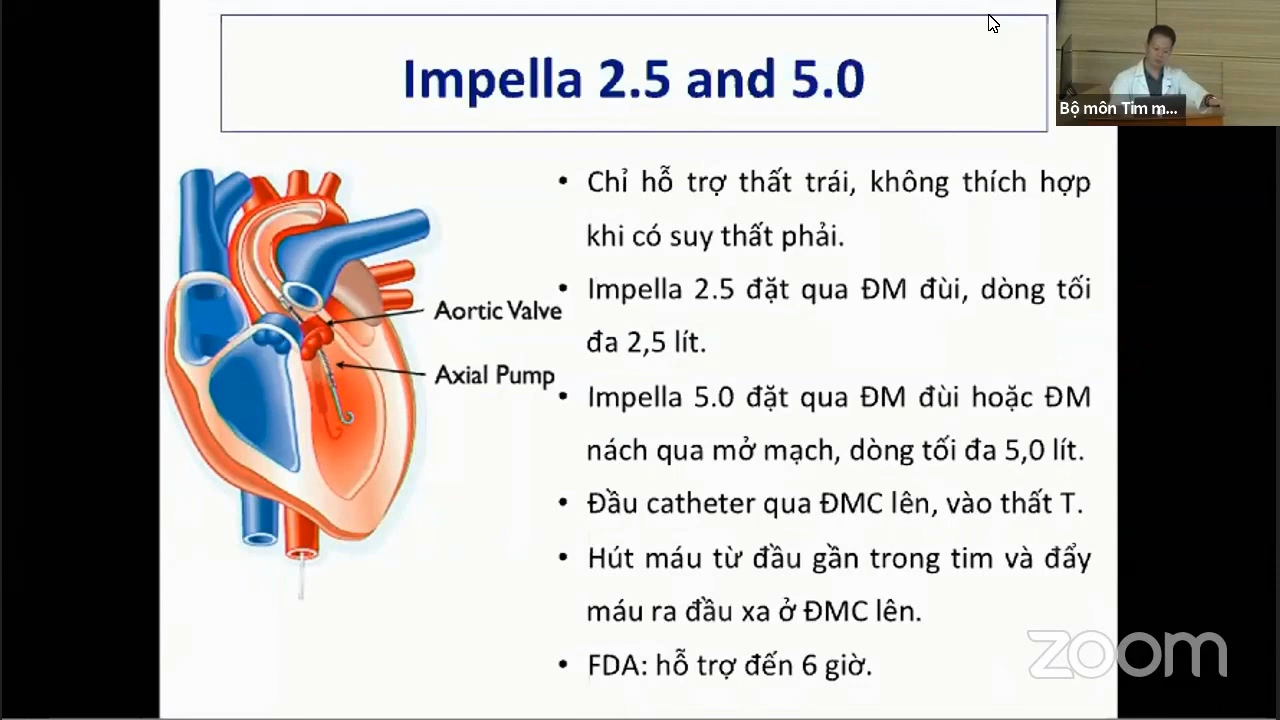 Impella 2.5 and 5.0
Bộ môn Tim m...
• Chỉ hỗ trợ thất trái, không thích hợp
khi có suy thất phải.
• Impella 2.5 đặt qua ĐM đùi, dòng tối
đa 2,5 lít.
• Impella 5.0 đặt qua ĐM đùi hoặc ĐM
nách qua mở mạch, dòng tối đa 5,0 lít.
• Đầu catheter qua ĐMC lên, vào thất T.
• Hút máu từ đầu gần trong tim và đẩy
máu ra đầu xa ở ĐMC lên.
• FDA: hỗ trợ đến 6 giờ.
Aortic Valve
Axial Pump
zoom